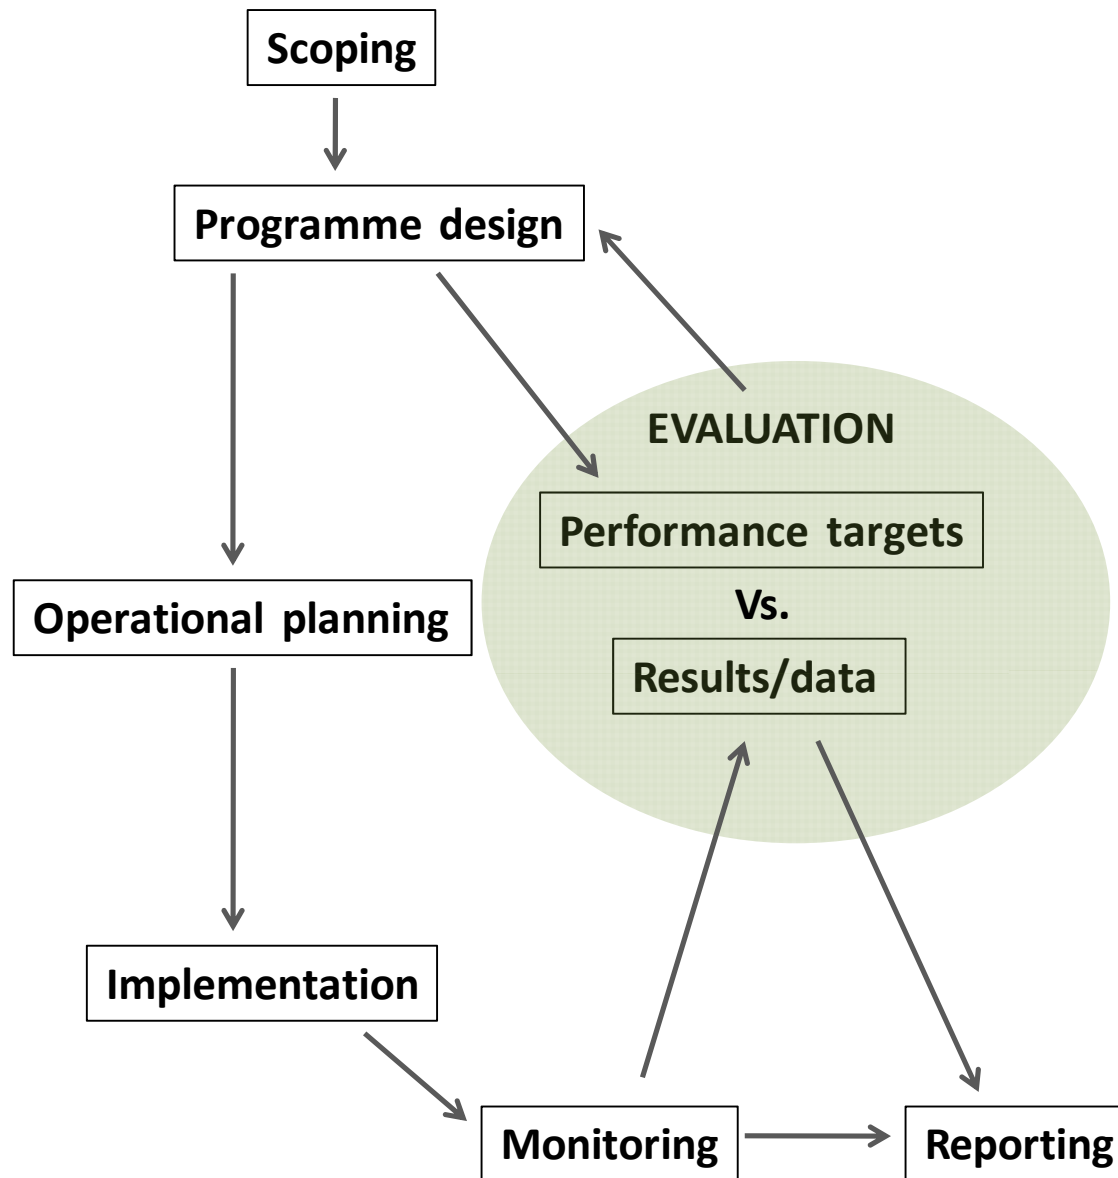 Scoping
Programme design
EVALUATION
Performance targets
Vs.
Operational planning
Results/data
Implementation
Monitoring
Reporting